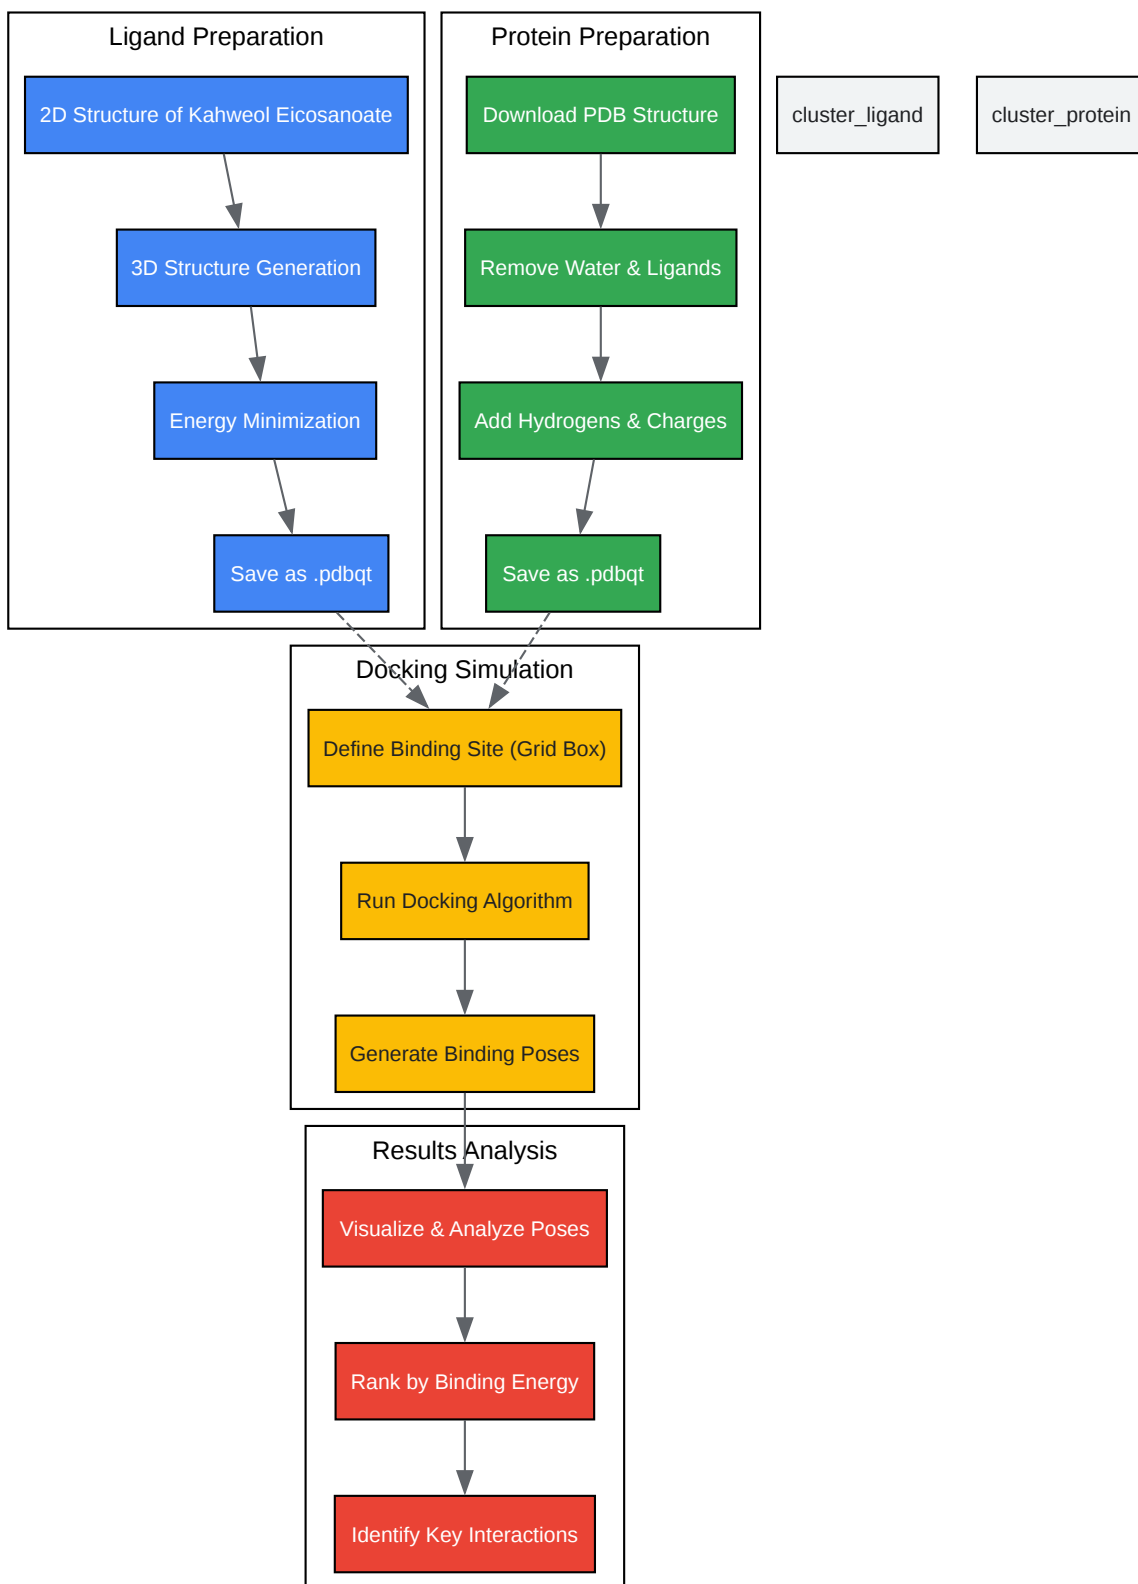 Ligand Preparation
2D Structure of Kahweol Eicosanoate
3D Structure Generation
Energy Minimization
Save as .pdbqt
Protein Preparation
Download PDB Structure
Remove Water & Ligands
Add Hydrogens & Charges
Save as .pdbqt
cluster_ligand
cluster_protein
Docking Simulation
Define Binding Site (Grid Box)
Run Docking Algorithm
Generate Binding Poses
Results Analysis
Visualize & Analyze Poses
Rank by Binding Energy
Identify Key Interactions